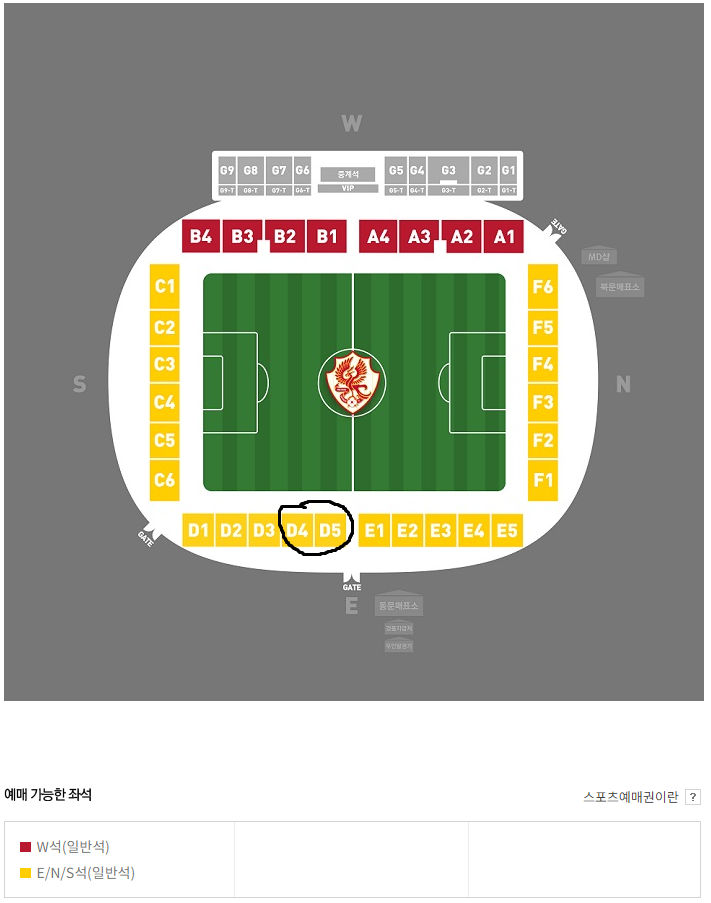 W
G9 G8 G7 G6 중계석 G5 G4 G3 G2 G1
G9-T G8-T G7-T G6-T VIP G5-T G4-T G3-T G2-T G1-T
GATE
B4 B3 B2 B1 A4 A3 A2 A1
MD샵
북문매표소
C1 F6
C2 F5
C3 F4
S N
C4 F3
C5 F2
C6 F1
D1 D2 D3 D4 D5 E1 E2 E3 E4 E5
GATE
GATE
E 동문매표소
예매 가능한 좌석 스포츠예매권이란 ?
W석(일반석)
E/N/S석(일반석)